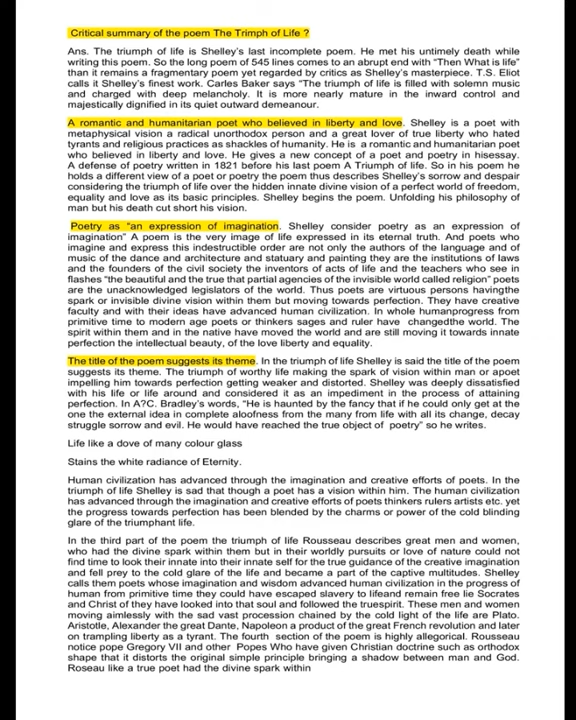 Critical summary of the poem The Trimph of Life ?
Ans. The triumph of life is Shelley's last incomplete poem. He met his untimely death while
writing this poem. So the long poem of 545 lines comes to an abrupt end with "Then What is life"
than it remains a fragmentary poem yet regarded by critics as Shelley's masterpiece. T.S. Eliot
calls it Shelley's finest work. Carles Baker says "The triumph of life is filled with solemn music
and charged with deep melancholy. It is more nearly mature in the inward control and
majestically dignified in its quiet outward demeanour.
A romantic and humanitarian poet who believed in liberty and love. Shelley is a poet with
metaphysical vision a radical unorthodox person and a great lover of true liberty who hated
tyrants and religious practices as shackles of humanity. He is a romantic and humanitarian poet
who believed in liberty and love. He gives a new concept of a poet and poetry in hisessay.
A defense of poetry written in 1821 before his last poem A Triumph of life. So in his poem he
holds a different view of a poet or poetry the poem thus describes Shelley's sorrow and despair
considering the triumph of life over the hidden innate divine vision of a perfect world of freedom,
equality and love as its basic principles. Shelley begins the poem. Unfolding his philosophy of
man but his death cut short his vision.
Poetry as "an expression of imagination. Shelley consider poetry as an expression of
imagination" A poem is the very image of life expressed in its eternal truth. And poets who
imagine and express this indestructible order are not only the authors of the language and of
music of the dance and architecture and statuary and painting they are the institutions of laws
and the founders of the civil society the inventors of acts of life and the teachers who see in
flashes "the beautiful and the true that partial agencies of the invisible world called religion" poets
are the unacknowledged legislators of the world. Thus poets are virtuous persons havingthe
spark or invisible divine vision within them but moving towards perfection. They have creative
faculty and with their ideas have advanced human civilization. In whole humanprogress from
primitive time to modern age poets or thinkers sages and ruler have changedthe world. The
spirit within them and in the native have moved the world and are still moving it towards innate
perfection the intellectual beauty, of the love liberty and equality.
The title of the poem suggests its theme. In the triumph of life Shelley is said the title of the poem
suggests its theme. The triumph of worthy life making the spark of vision within man or apoet
impelling him towards perfection getting weaker and distorted. Shelley was deeply dissatisfied
with his life or life around and considered it as an impediment in the process of attaining
perfection. In A?C. Bradley's words, "He is haunted by the fancy that if he could only get at the
one the external idea in complete aloofness from the many from life with all its change, decay
struggle sorrow and evil. He would have reached the true object of poetry" so he writes.
Life like a dove of many colour glass
Stains the white radiance of Eternity.
Human civilization has advanced through the imagination and creative efforts of poets. In the
triumph of life Shelley is sad that though a poet has a vision within him. The human civilization
has advanced through the imagination and creative efforts of poets thinkers rulers artists etc. yet
the progress towards perfection has been blended by the charms or power of the cold blinding
glare of the triumphant life.
In the third part of the poem the triumph of life Rousseau describes great men and women,
who had the divine spark within them but in their worldly pursuits or love of nature could not
find time to look their innate into their innate self for the true guidance of the creative imagination
and fell prey to the cold glare of the life and became a part of the captive multitudes. Shelley
calls them poets whose imagination and wisdom advanced human civilization in the progress of
human from primitive time they could have escaped slavery to lifeand remain free lie Socrates
and Christ of they have looked into that soul and followed the truespirit. These men and women
moving aimlessly with the sad vast procession chained by the cold light of the life are Plato.
Aristotle, Alexander the great Dante, Napoleon a product of the great French revolution and later
on trampling liberty as a tyrant. The fourth section of the poem is highly allegorical. Rousseau
notice pope Gregory VII and other Popes Who have given Christian doctrine such as orthodox
shape that it distorts the original simple principle bringing a shadow between man and God.
Roseau like a true poet had the divine spark within